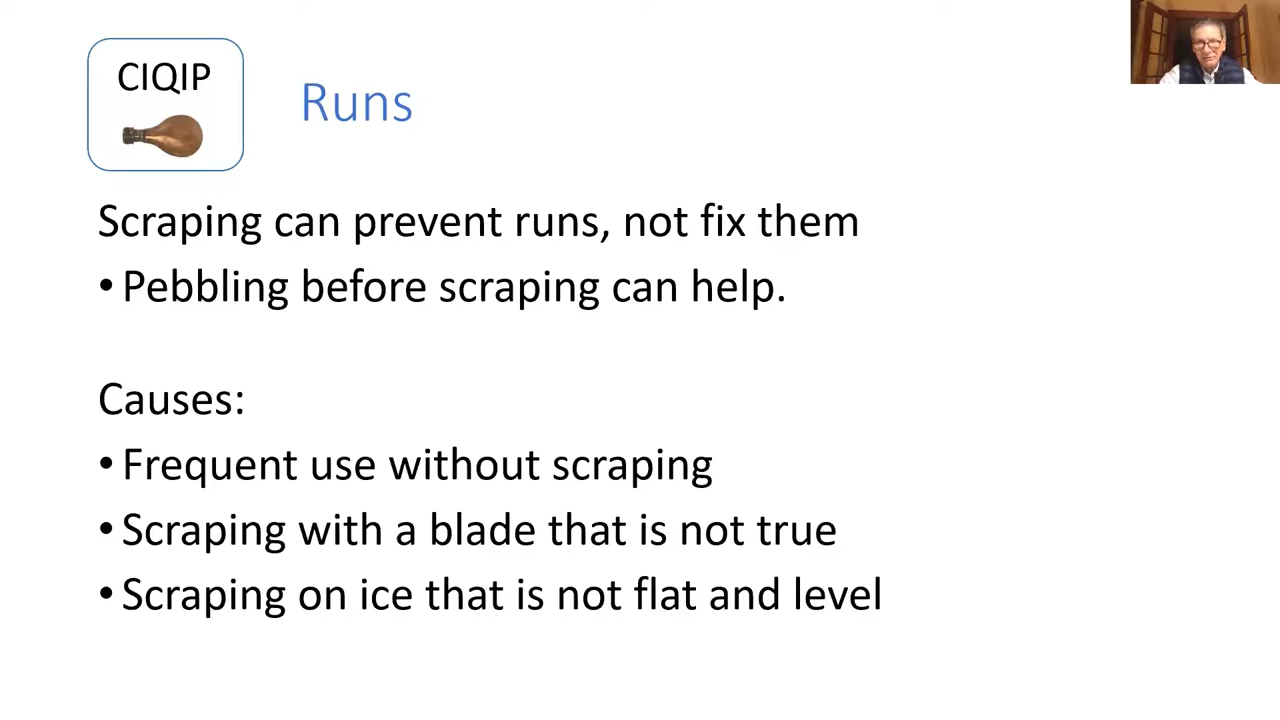 CIQIP
Runs
Scraping can prevent runs, not fix them
• Pebbling before scraping can help.
Causes:
• Frequent use without scraping
• Scraping with a blade that is not true
• Scraping on ice that is not flat and level